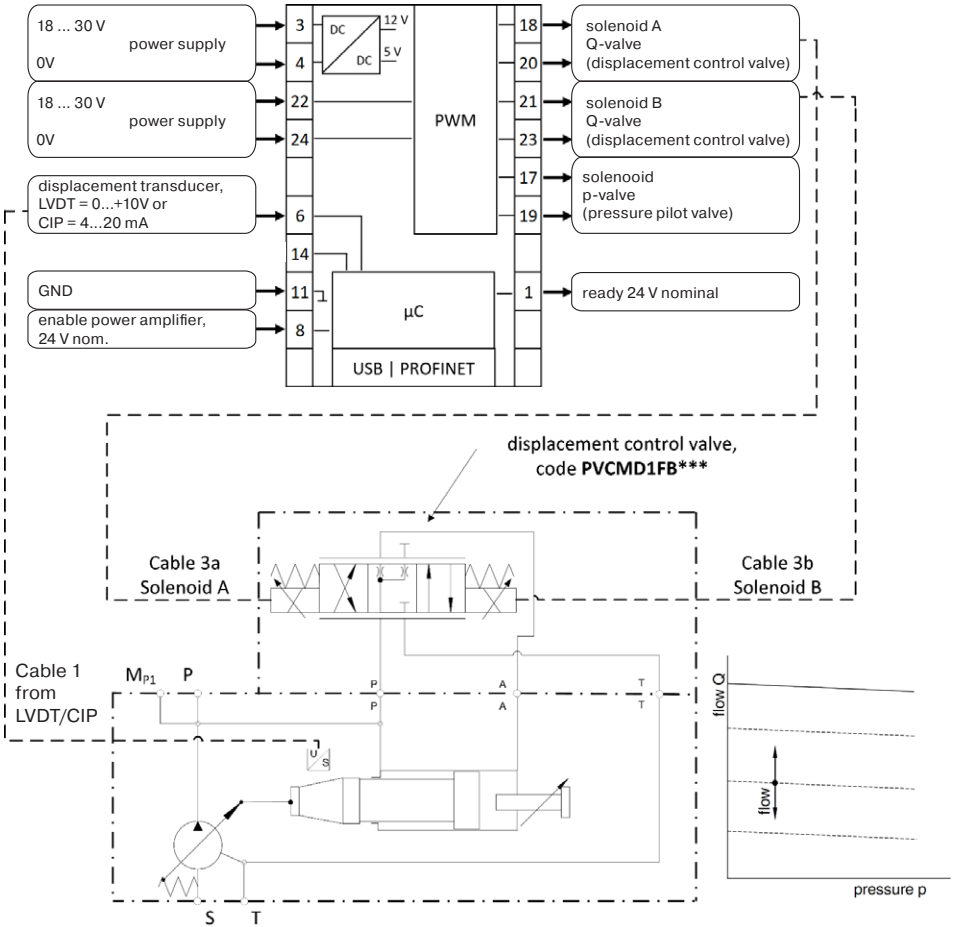 18 ... 30 V
power supply
0V
18 ... 30 V
power supply
0V
displacement transducer,
LVDT = 0...+10V or
CIP = 4...20 mA
GND
enable power amplifier,
24 V nom.
3
4
22
24
6
14
11
8
DC
DC
12 V
5 V
PWM
µC
USB | PROFINET
18
20
21
23
17
19
1
solenoid A
Q-valve
(displacement control valve)
solenoid B
Q-valve
(displacement control valve)
solenooid
p-valve
(pressure pilot valve)
ready 24 V nominal
displacement control valve,
code PVCMD1FB***
Cable 3a
Solenoid A
Cable 3b
Solenoid B
Cable 1
from
LVDT/CIP
MP1
P
P
P
A
A
T
T
U
S
S
T
flow Q
flow
pressure p